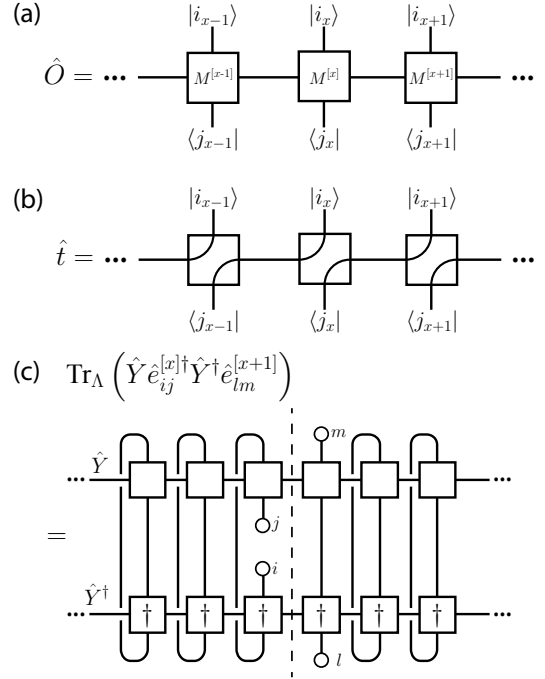 (a)
|i_{x−1}⟩ |i_x⟩ |i_{x+1}⟩
Ô = ••• M^{[x-1]} M^{[x]} M^{[x+1]} •••
⟨j_{x−1}| ⟨j_x| ⟨j_{x+1}|
(b)
|i_{x−1}⟩ |i_x⟩ |i_{x+1}⟩
t̂ = ••• •••
⟨j_{x−1}| ⟨j_x| ⟨j_{x+1}|
(c) Tr_Λ ( Ŷ ê_{ij}^{[x]†} Ŷ^† ê_{lm}^{[x+1]} )
m
Ŷ
••• •••
j
=
i
Ŷ^†
••• † † † † † † •••
l